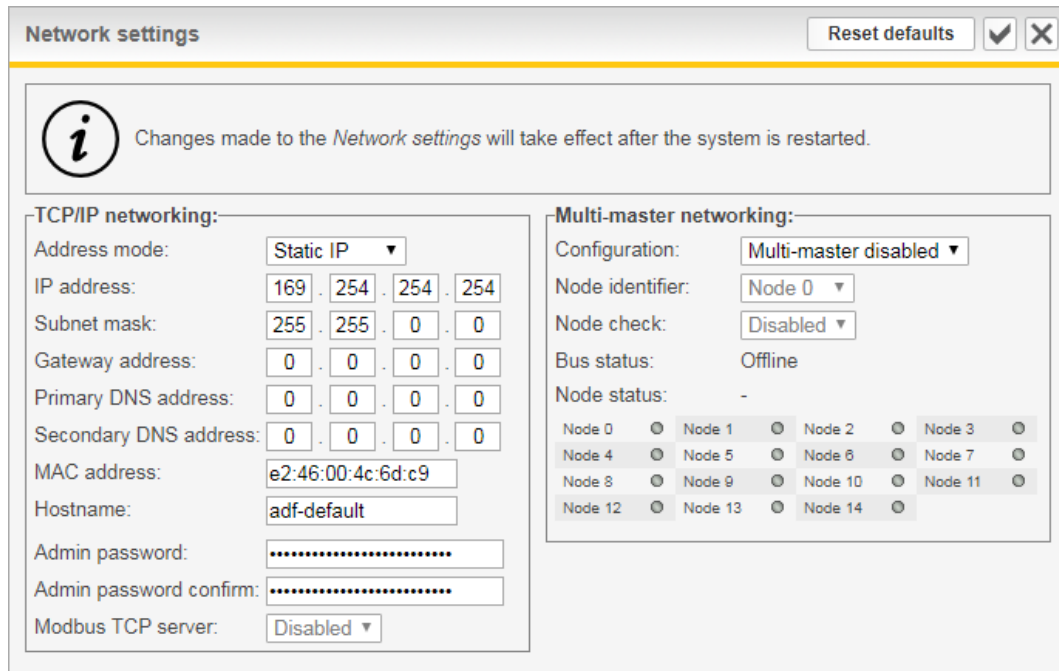 Network settings
Reset defaults
i
Changes made to the Network settings will take effect after the system is restarted.
TCP/IP networking:
Address mode: Static IP ▼
IP address: 169 . 254 . 254 . 254
Subnet mask: 255 . 255 . 0 . 0
Gateway address: 0 . 0 . 0 . 0
Primary DNS address: 0 . 0 . 0 . 0
Secondary DNS address: 0 . 0 . 0 . 0
MAC address: e2:46:00:4c:6d:c9
Hostname: adf-default
Admin password: •••••••••••••••••••••••••••
Admin password confirm: •••••••••••••••••••••••••••
Modbus TCP server: Disabled ▼
Multi-master networking:
Configuration: Multi-master disabled ▼
Node identifier: Node 0 ▼
Node check: Disabled ▼
Bus status: Offline
Node status: -
Node 0 Node 1 Node 2 Node 3
Node 4 Node 5 Node 6 Node 7
Node 8 Node 9 Node 10 Node 11
Node 12 Node 13 Node 14